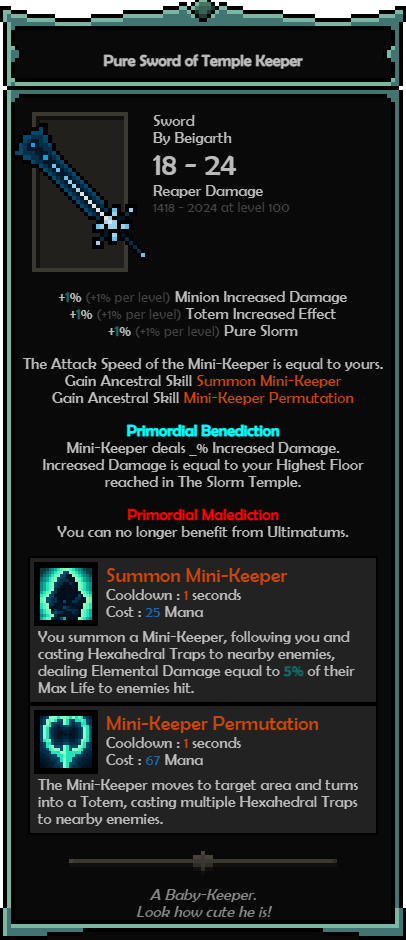 Pure Sword of Temple Keeper
Sword
By Beigarth
18 - 24
Reaper Damage
1418 - 2024 at level 100
+1% (+1% per level) Minion Increased Damage
+1% (+1% per level) Totem Increased Effect
+1% (+1% per level) Pure Slorm
The Attack Speed of the Mini-Keeper is equal to yours.
Gain Ancestral Skill Summon Mini-Keeper
Gain Ancestral Skill Mini-Keeper Permutation
Primordial Benediction
Mini-Keeper deals _% Increased Damage.
Increased Damage is equal to your Highest Floor
reached in The Slorm Temple.
Primordial Malediction
You can no longer benefit from Ultimatums.
Summon Mini-Keeper
Cooldown : 1 seconds
Cost : 25 Mana
You summon a Mini-Keeper, following you and
casting Hexahedral Traps to nearby enemies,
dealing Elemental Damage equal to 5% of their
Max Life to enemies hit.
Mini-Keeper Permutation
Cooldown : 1 seconds
Cost : 67 Mana
The Mini-Keeper moves to target area and turns
into a Totem, casting multiple Hexahedral Traps
to nearby enemies.
A Baby-Keeper.
Look how cute he is!